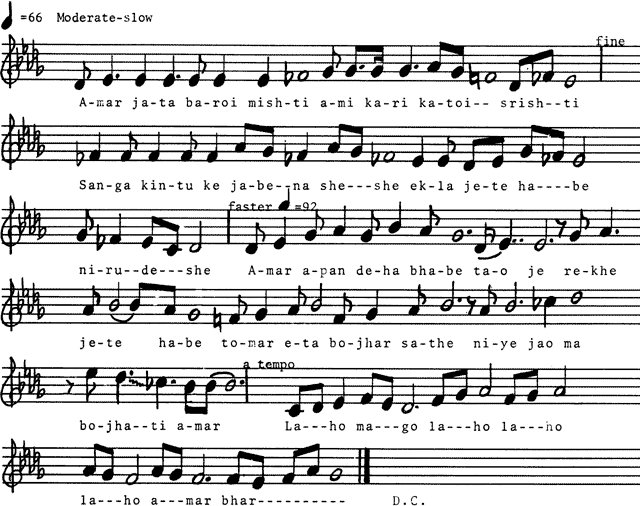 =66 Moderate-slow
fine
A-mar ja-ta ba-roi mish-ti a-mi ka-ri ka-toi-- srish--ti
San-ga kin-tu ke ja-be--na she---she ek-la je-te ha----be
faster =92
ni-ru--de---she A-mar a-pan de-ha bha-be ta-o je re-khe
je-te ha-be to-mar e-ta bo-jhar sa-the ni-ye jao ma
a tempo
bo-jha--ti a-mar La---ho ma---go la---ho la---ho
la---ho a---mar bhar---------- D.C.